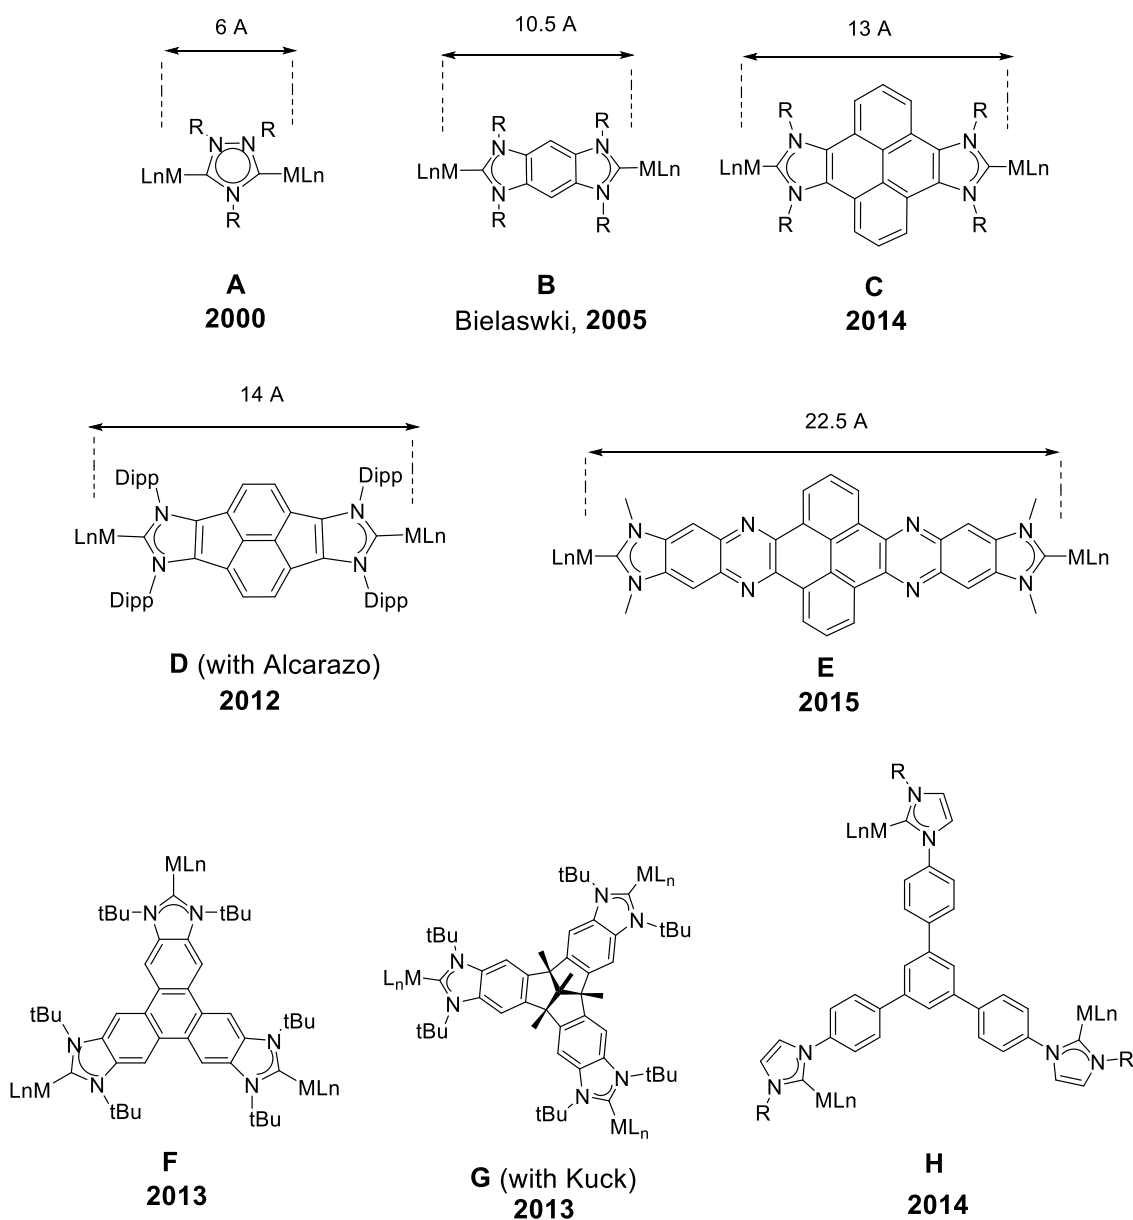 6 A
10.5 A
13 A
R
R
N
N
LnM
MLn
N
R
R
R
N
N
LnM
MLn
N
N
R
R
R
R
N
N
LnM
MLn
N
N
R
R
A
2000
B
Bielaswki, 2005
C
2014
14 A
22.5 A
Dipp
Dipp
N
N
LnM
MLn
N
N
Dipp
Dipp
N
N
N
N
LnM
MLn
N
N
N
N
D (with Alcarazo)
2012
E
2015
MLn
tBu
N
N
tBu
tBu
tBu
N
N
LnM
MLn
N
N
tBu
tBu
F
2013
tBu
MLn
N
N
tBu
tBu
N
LnM
N
tBu
N
tBu
tBu
N
MLn
G (with Kuck)
2013
R
N
LnM
N
MLn
N
N
R
N
N
MLn
R
H
2014